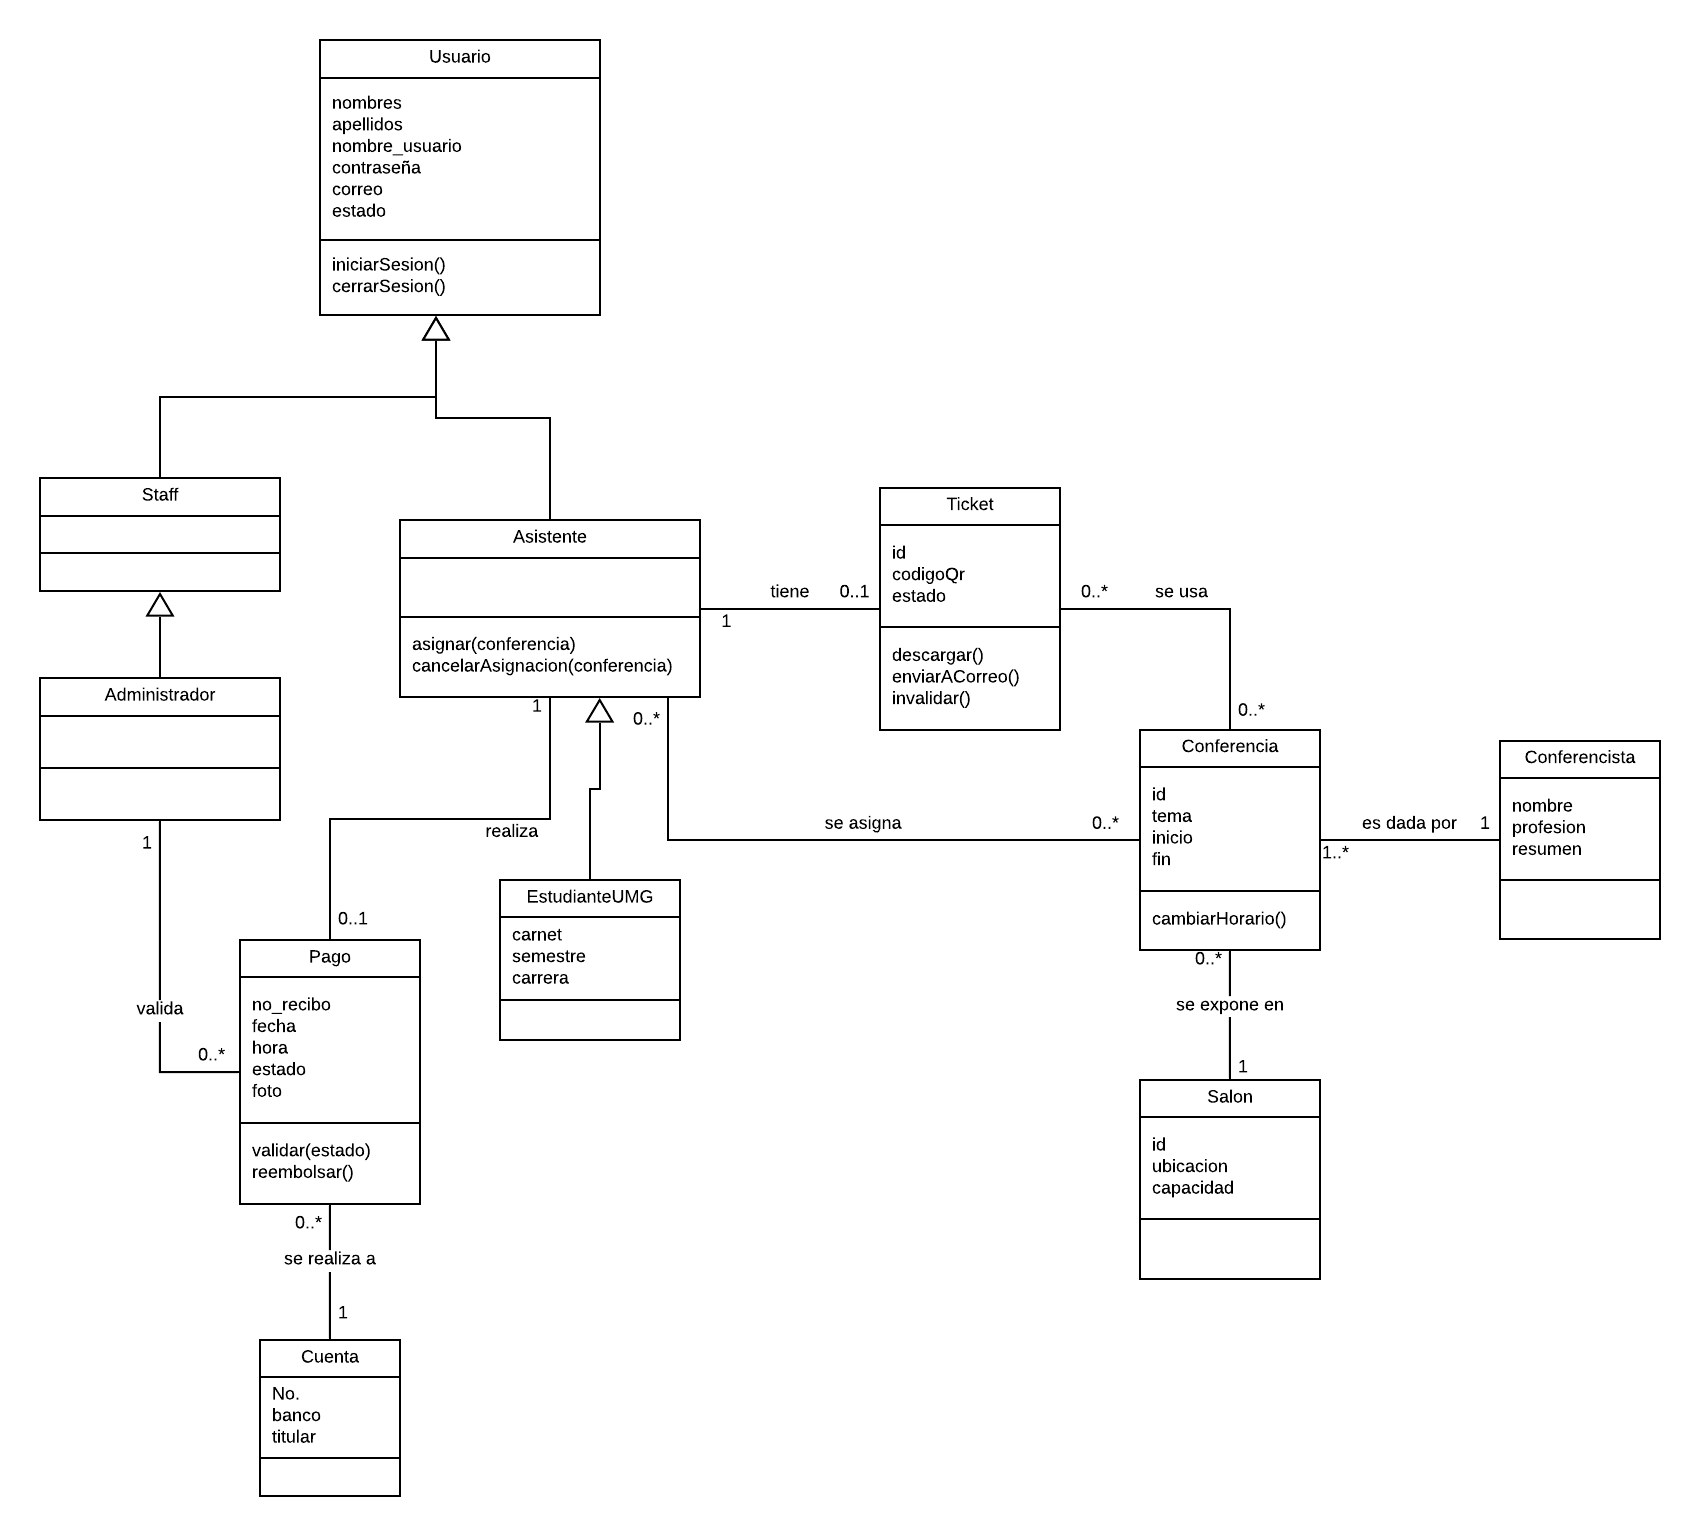 Usuario
nombres
apellidos
nombre_usuario
contraseña
correo
estado
iniciarSesion()
cerrarSesion()
Staff
Administrador
1
valida
0..*
Asistente
asignar(conferencia)
cancelarAsignacion(conferencia)
tiene
0..1
1
Ticket
id
codigoQr
estado
descargar()
enviarACorreo()
invalidar()
0..*
se usa
0..*
1
realiza
0..1
0..*
se asigna
0..*
Conferencia
id
tema
inicio
fin
cambiarHorario()
es dada por
1
1..*
Conferencista
nombre
profesion
resumen
EstudianteUMG
carnet
semestre
carrera
Pago
no_recibo
fecha
hora
estado
foto
validar(estado)
reembolsar()
0..*
se expone en
1
Salon
id
ubicacion
capacidad
0..*
se realiza a
1
Cuenta
No.
banco
titular